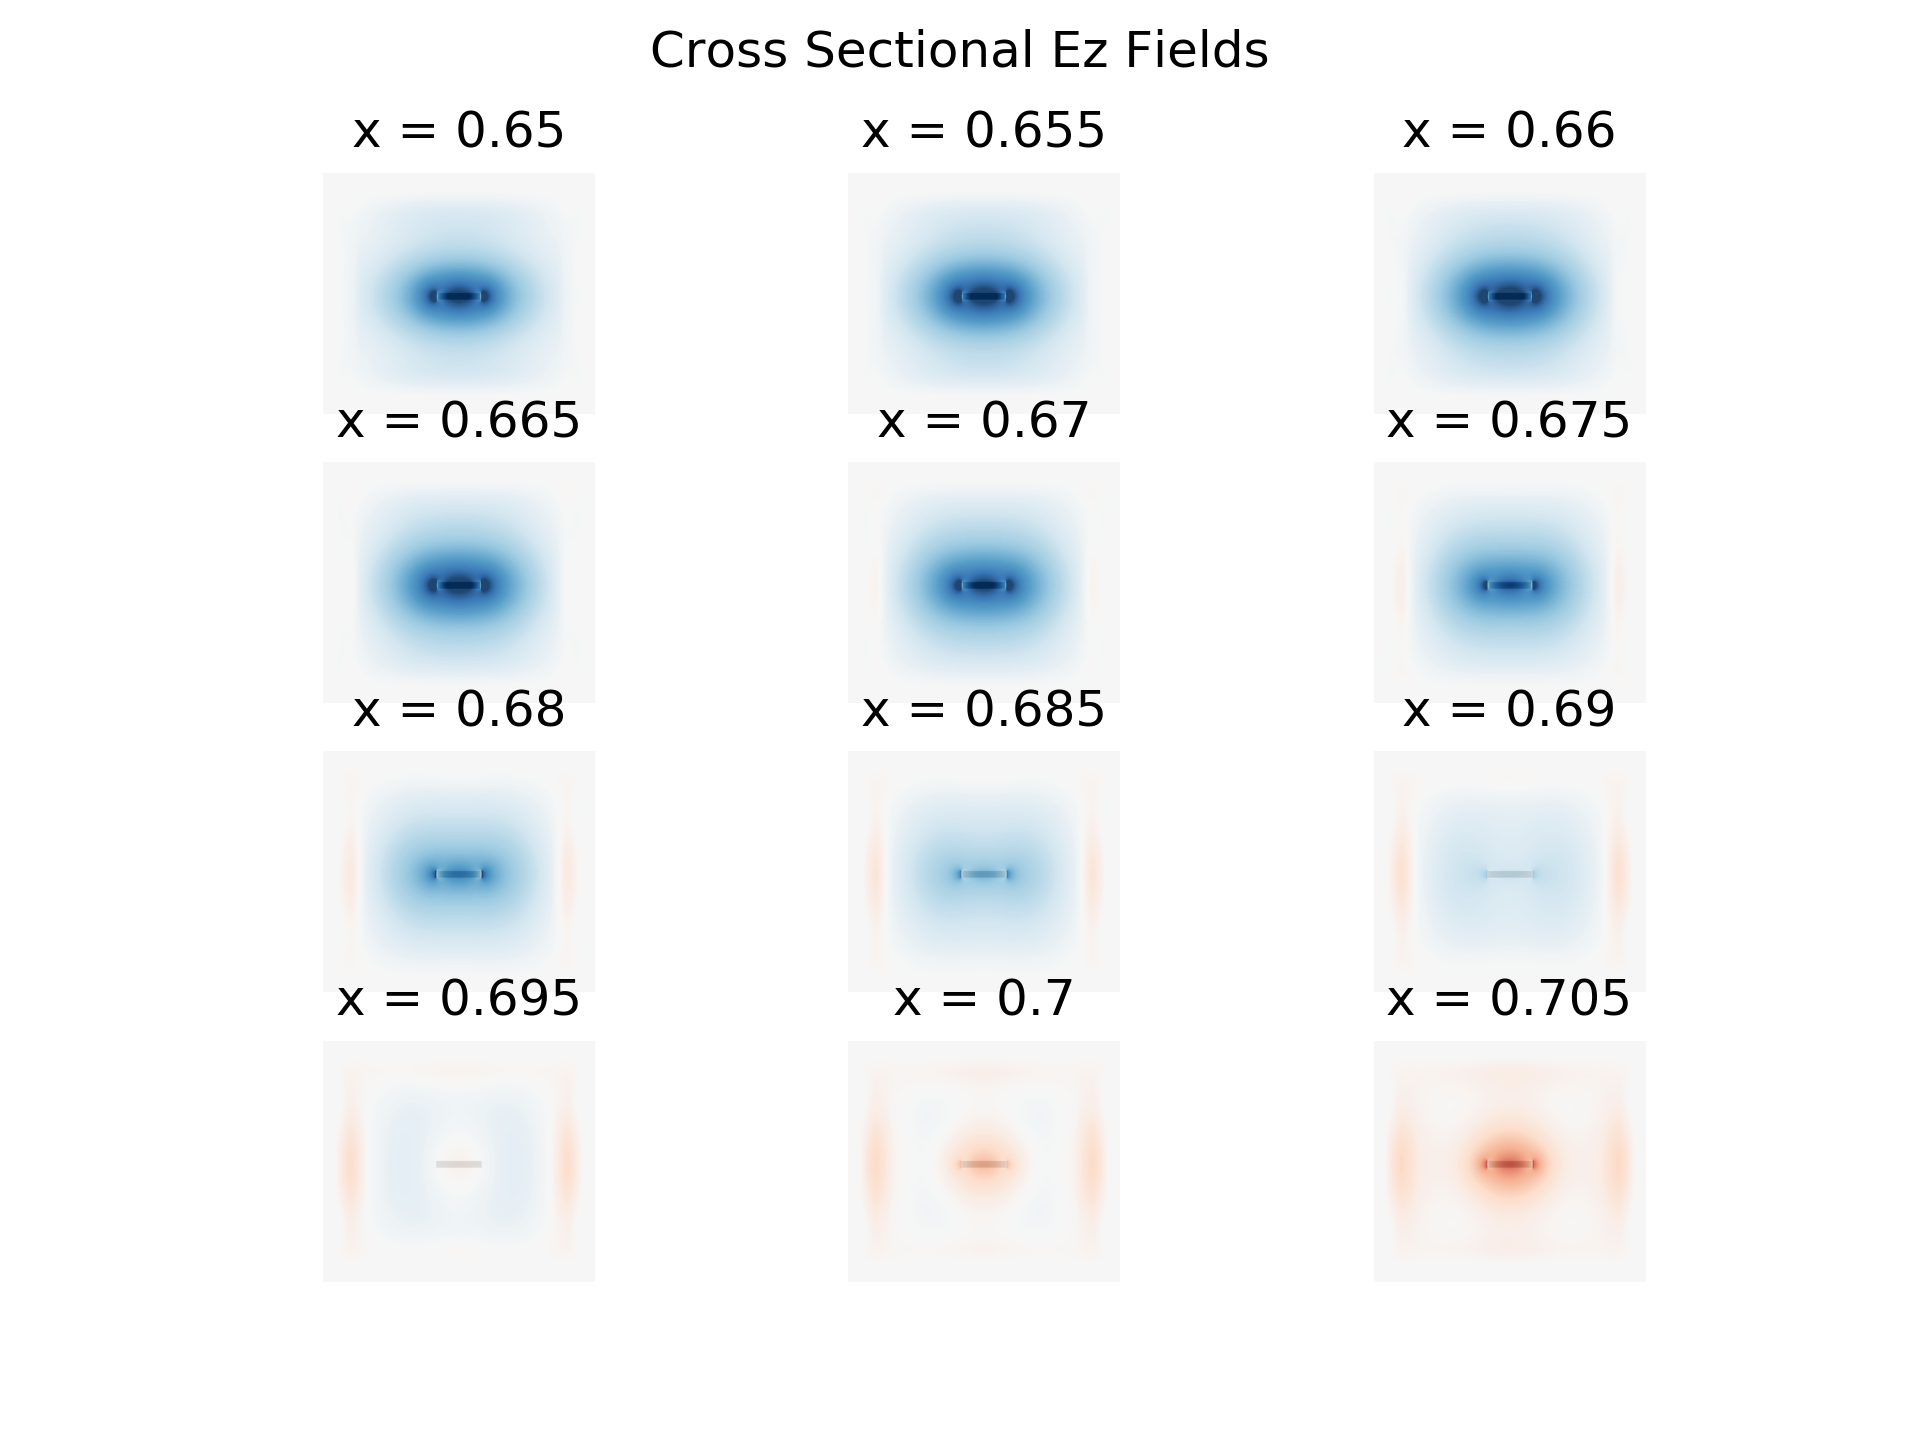 Cross Sectional Ez Fields
x = 0.65
x = 0.655
x = 0.66
x = 0.665
x = 0.67
x = 0.675
x = 0.68
x = 0.685
x = 0.69
x = 0.695
x = 0.7
x = 0.705